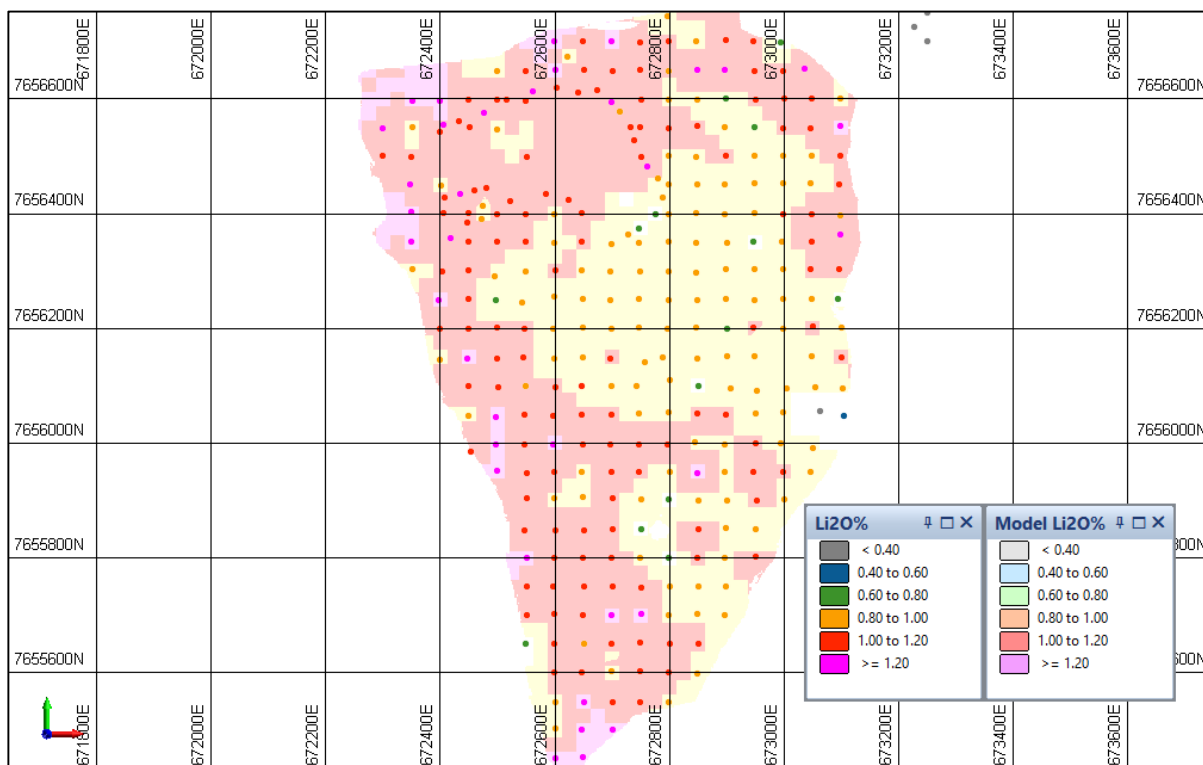 671800E
672000E
672200E
672400E
672600E
672800E
673000E
673200E
673400E
673600E
7656600N
7656600N
7656400N
7656400N
7656200N
7656200N
7656000N
7656000N
7655800N
800N
7655600N
600N
Li2O%
< 0.40
0.40 to 0.60
0.60 to 0.80
0.80 to 1.00
1.00 to 1.20
>= 1.20
Model Li2O%
< 0.40
0.40 to 0.60
0.60 to 0.80
0.80 to 1.00
1.00 to 1.20
>= 1.20
671800E
672000E
672200E
672400E
672600E
672800E
673000E
673200E
673400E
673600E